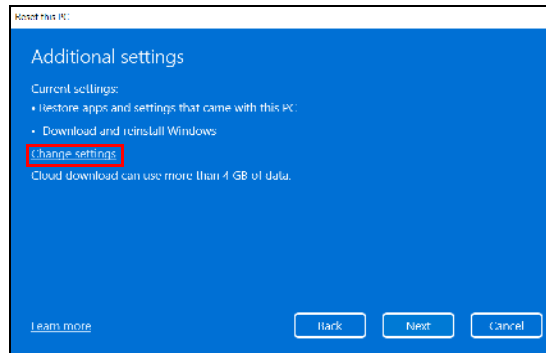 Reset this PC
Additional settings
Current settings:
• Restore apps and settings that came with this PC
• Download and reinstall Windows
Change settings
Cloud download can use more than 4 GB of data.
Learn more
Back
Next
Cancel